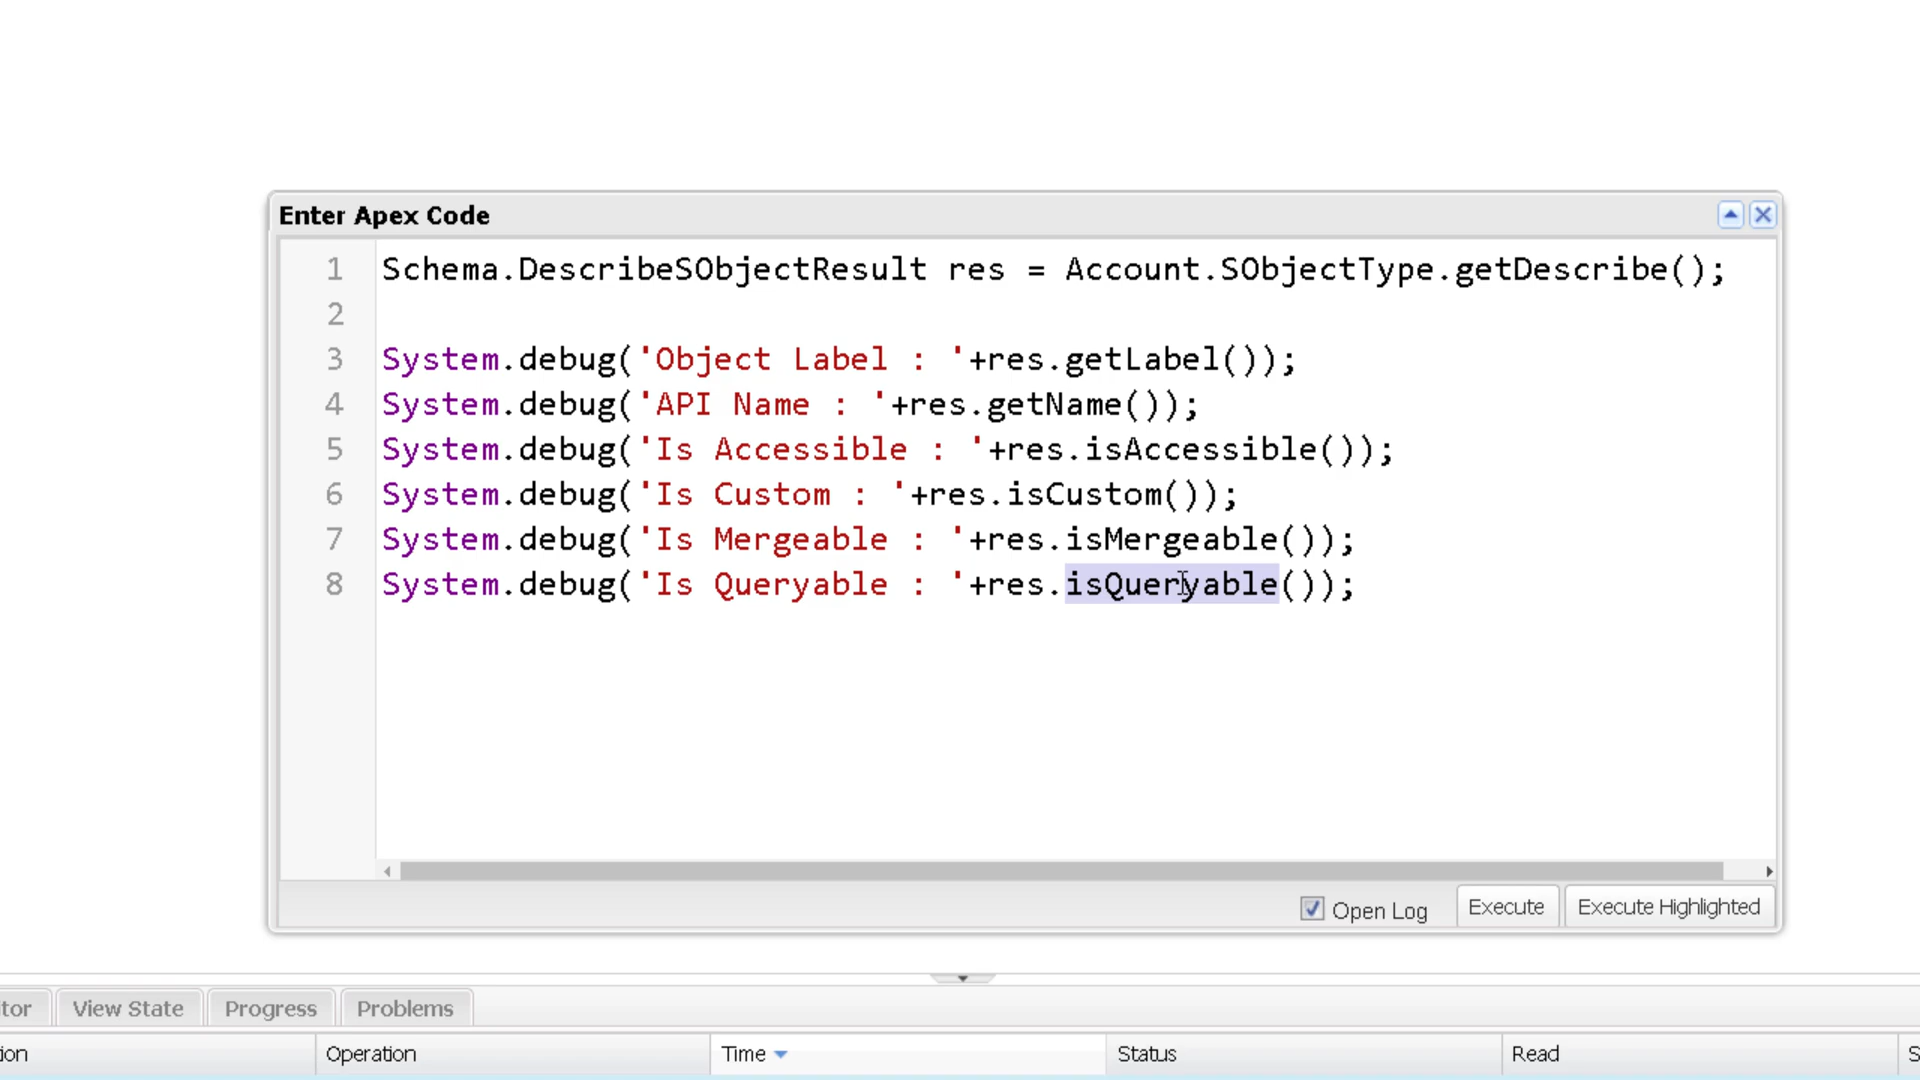 Enter Apex Code
1 Schema.DescribeSObjectResult res = Account.SObjectType.getDescribe();
2
3 System.debug('Object Label : '+res.getLabel());
4 System.debug('API Name : '+res.getName());
5 System.debug('Is Accessible : '+res.isAccessible());
6 System.debug('Is Custom : '+res.isCustom());
7 System.debug('Is Mergeable : '+res.isMergeable());
8 System.debug('Is Queryable : '+res.isQueryable());
Open Log Execute Execute Highlighted
tor View State Progress Problems
ion Operation Time Status Read S